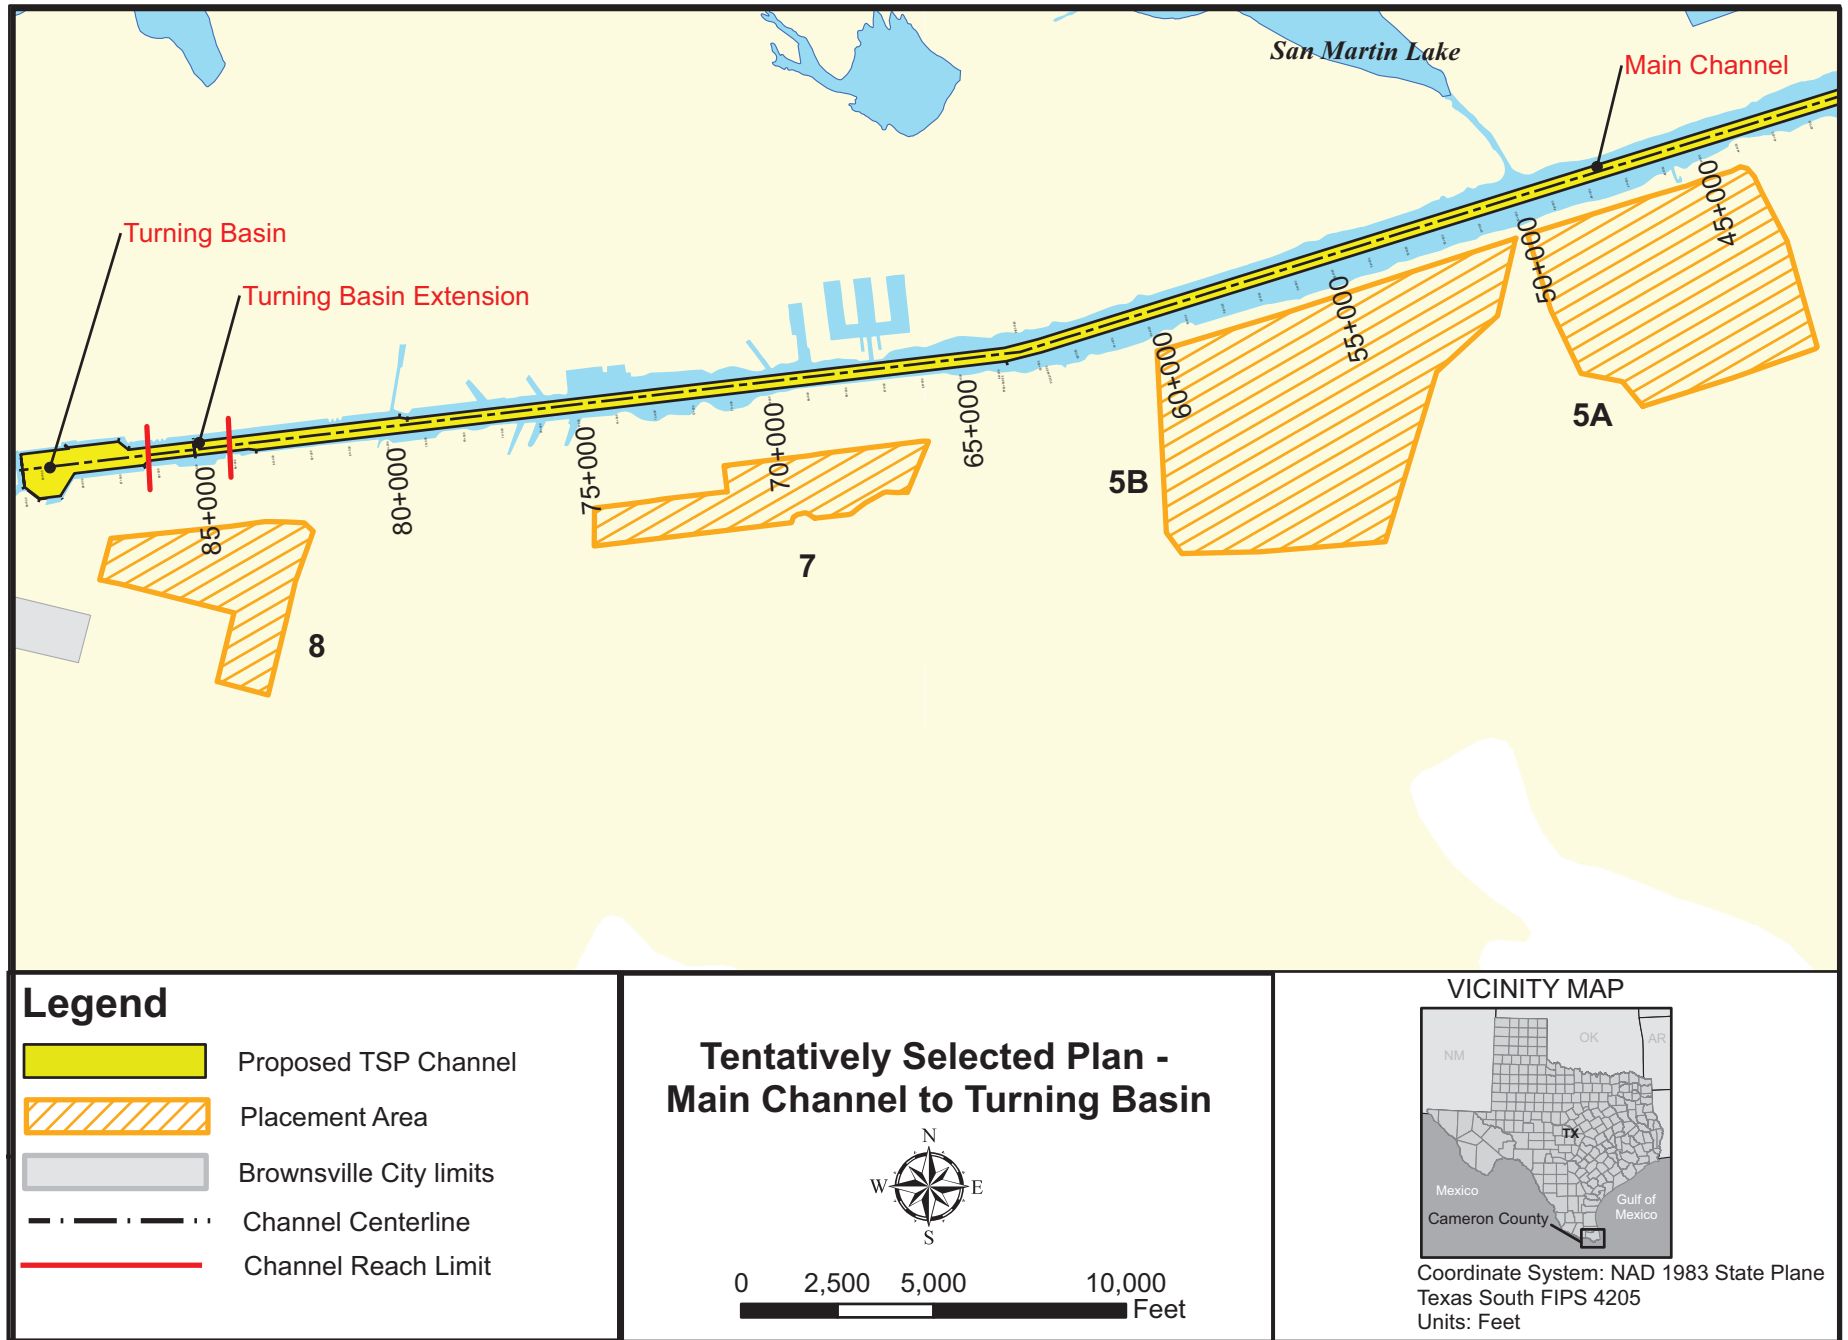 San Martin Lake
Main Channel
Turning Basin
Turning Basin Extension
45+000
50+000
55+000
60+000
65+000
70+000
75+000
80+000
85+000
5A
5B
7
8
Legend
Proposed TSP Channel
Placement Area
Brownsville City limits
Channel Centerline
Channel Reach Limit
Tentatively Selected Plan -
Main Channel to Turning Basin
N
W E
S
0 2,500 5,000 10,000
Feet
VICINITY MAP
NM
OK
AR
TX
Mexico
Gulf of
Mexico
Cameron County
Coordinate System: NAD 1983 State Plane
Texas South FIPS 4205
Units: Feet